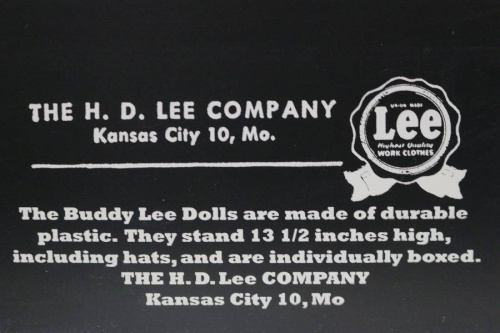 THE H. D. LEE COMPANY
Kansas City 10, Mo.
UNION MADE
Lee
Highest Quality
WORK CLOTHES
The Buddy Lee Dolls are made of durable
plastic. They stand 13 1/2 inches high,
including hats, and are individually boxed.
THE H. D. Lee COMPANY
Kansas City 10, Mo